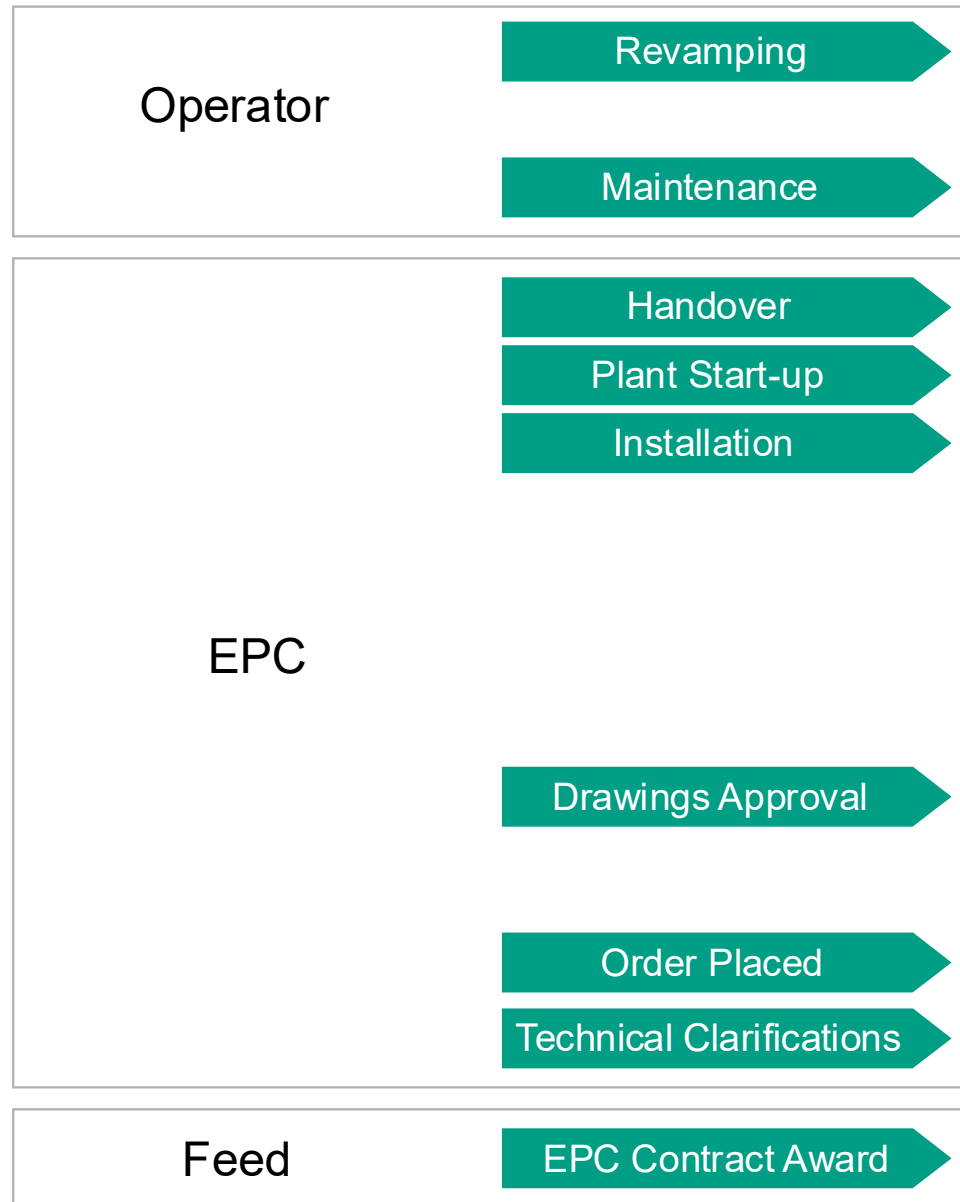 Revamping
Operator
Maintenance
Handover
Plant Start-up
Installation
EPC
Drawings Approval
Order Placed
Technical Clarifications
Feed
EPC Contract Award